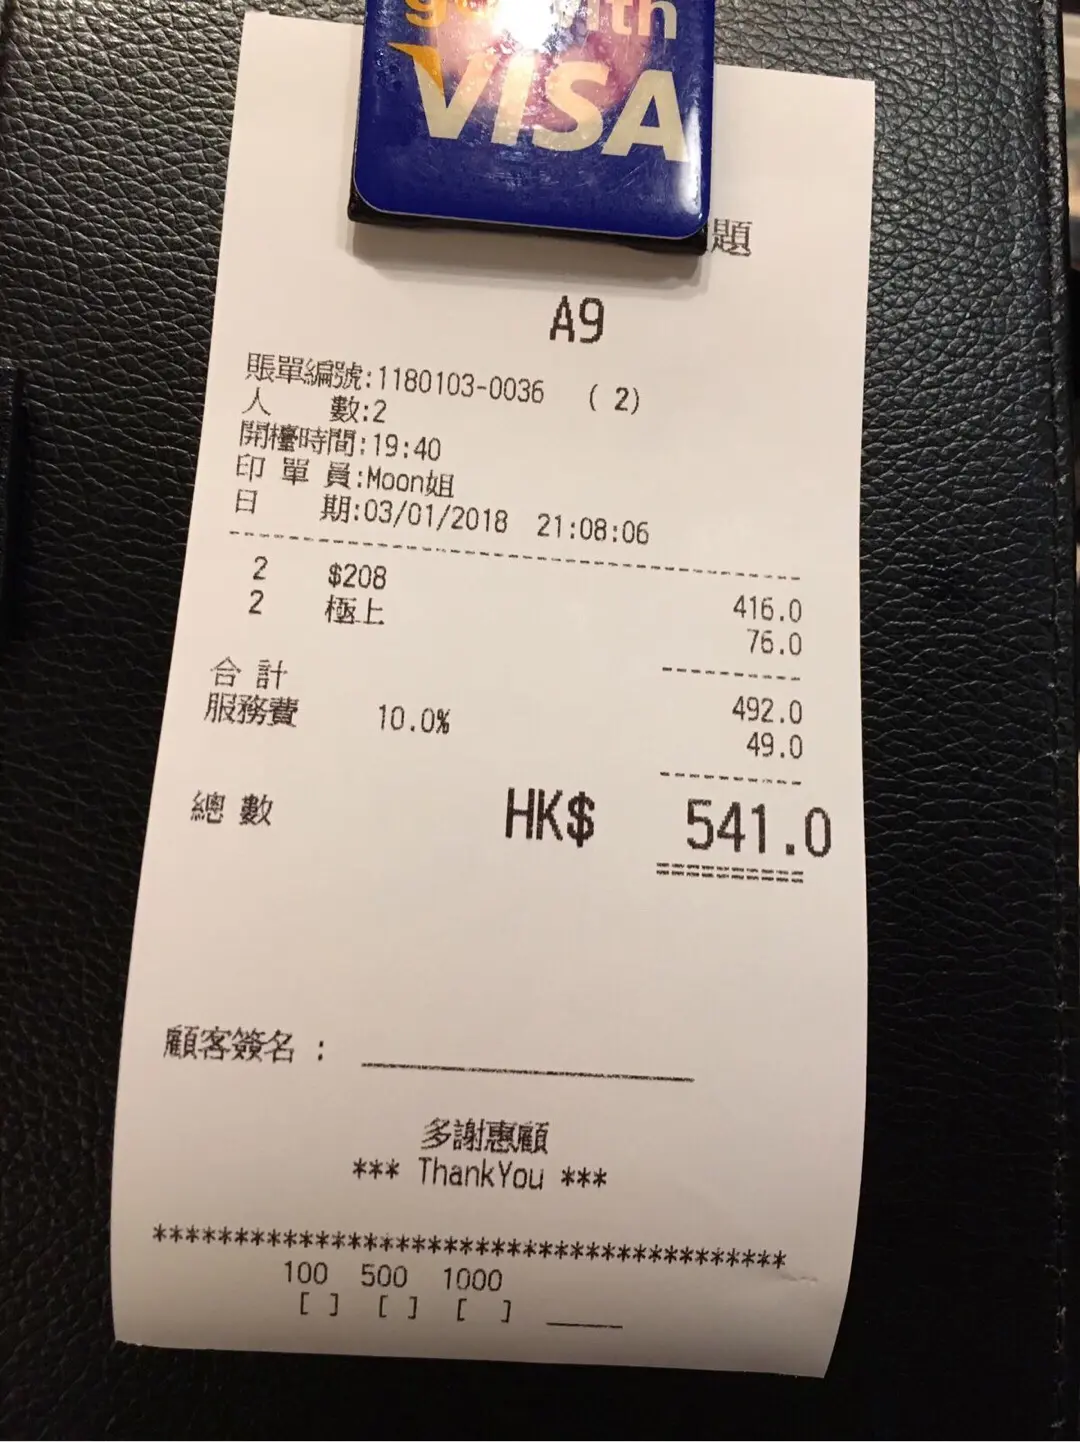 go with
VISA
題
A9
賬單編號:1180103-0036 ( 2)
人 數:2
開檯時間:19:40
印 單 員:Moon姐
日 期:03/01/2018 21:08:06
2 $208 416.0
2 極上 76.0
合 計 492.0
服務費 10.0% 49.0
總 數 HK$ 541.0
==========
顧客簽名 : 
多謝惠顧
*** ThankYou ***
***************************************
100 500 1000
[ ] [ ] [ ]